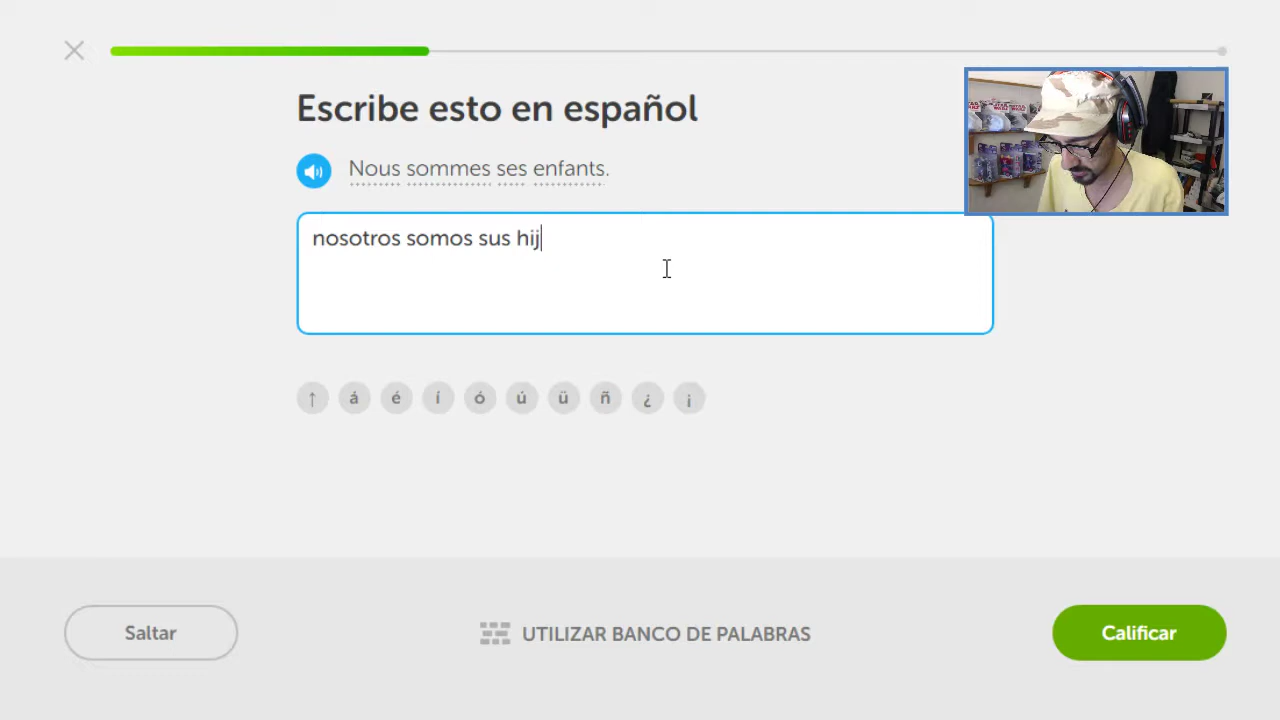 Escribe esto en español
Nous sommes ses enfants.
nosotros somos sus hij
↑ á é í ó ú ü ñ ¿ ¡
Saltar
UTILIZAR BANCO DE PALABRAS
Calificar